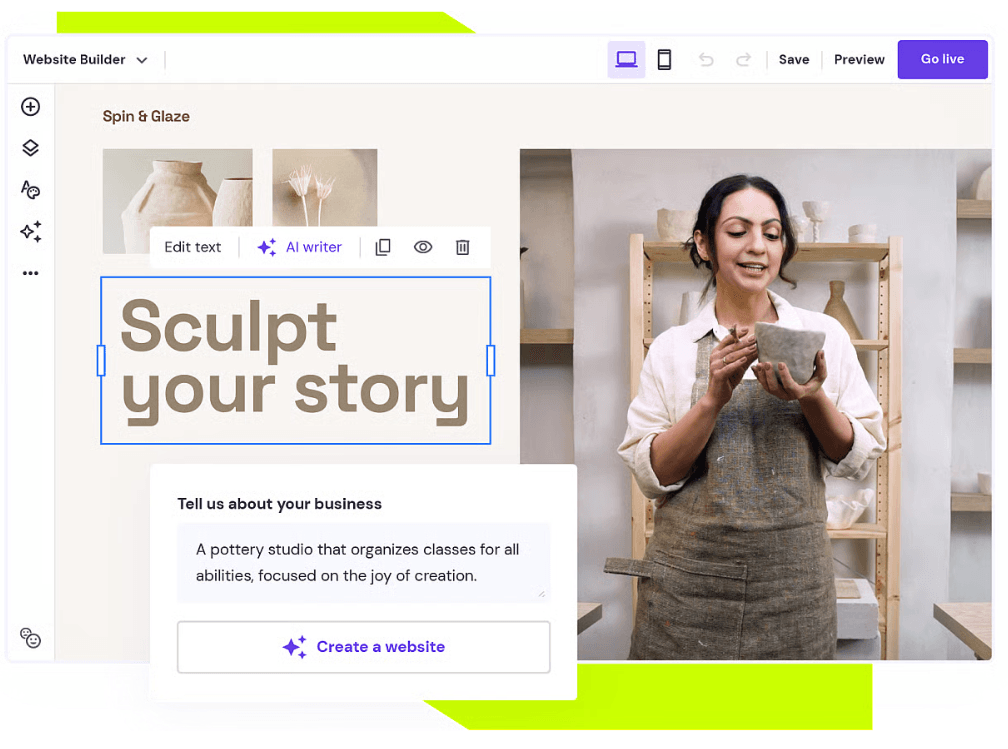 Website Builder
Save
Preview
Go live
Spin & Glaze
Edit text
AI writer
Sculpt
your story
Tell us about your business
A pottery studio that organizes classes for all
abilities, focused on the joy of creation.
Create a website